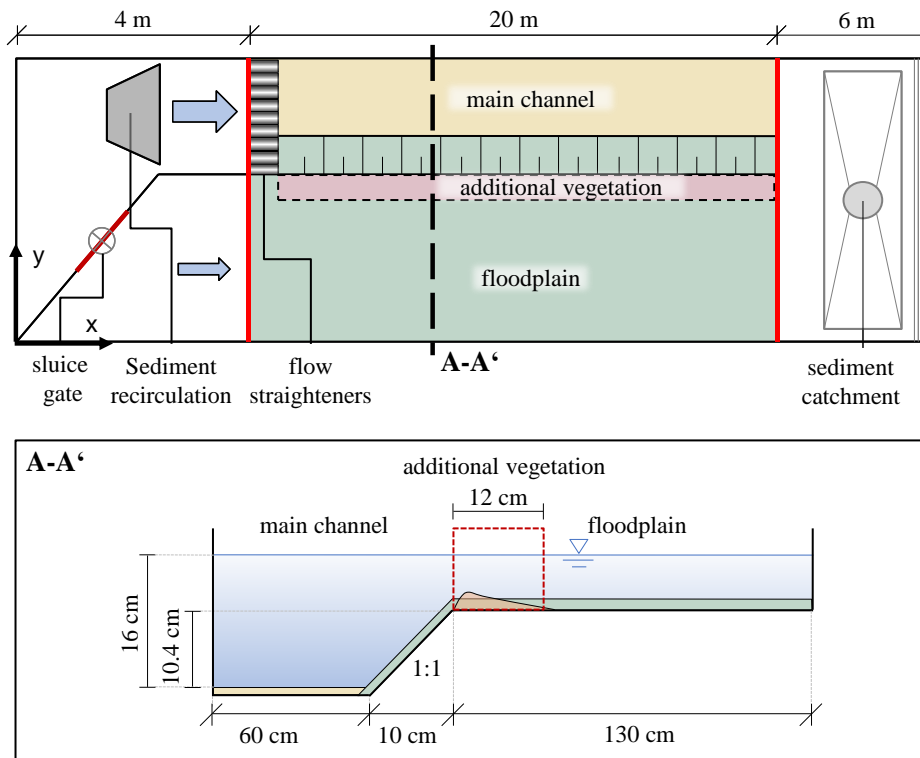 4 m
20 m
6 m
main channel
additional vegetation
floodplain
y
x
A-A‘
sluice
gate
Sediment
recirculation
flow
straighteners
sediment
catchment
A-A‘
additional vegetation
12 cm
main channel
floodplain
16 cm
10.4 cm
1:1
60 cm
10 cm
130 cm